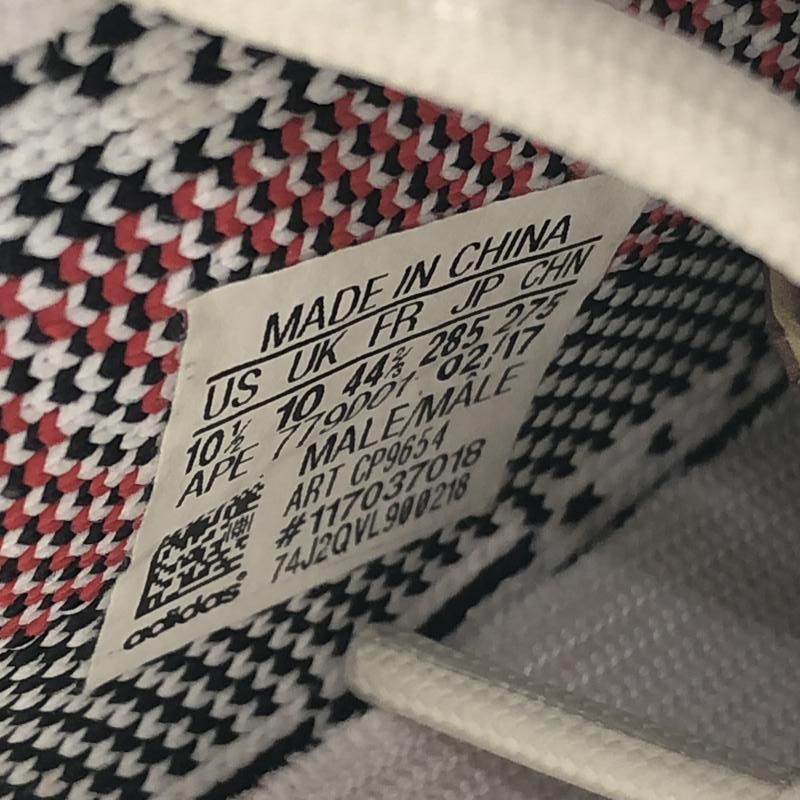 MADE IN CHINA
US UK FR JP CHN
10½ 10 44⅔ 285 275
APE 779001 02/17
MALE/MÂLE
ART CP9654
#117037018
74J2QVL900218
adidas